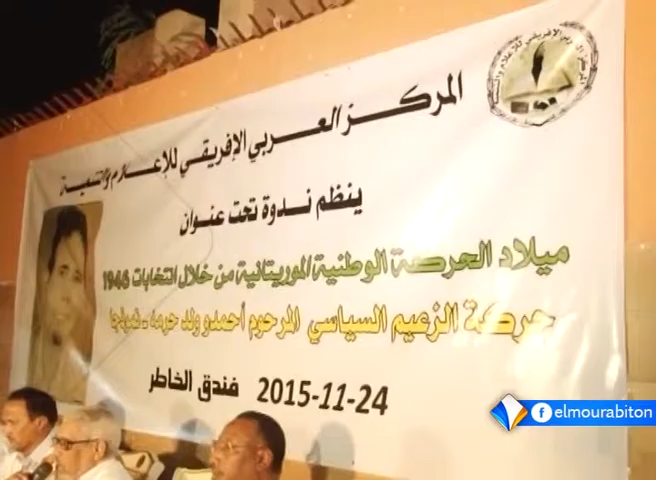 المركز العربي الإفريقي للإعلام والتنمية
ينظم ندوة تحت عنوان
ميلاد الحركة الوطنية الموريتانية من خلال انتخابات 1946
حركة الزعيم السياسي المرحوم أحمدو ولد حرمه - نموذجا
2015-11-24 فندق الخاطر
elmourabiton